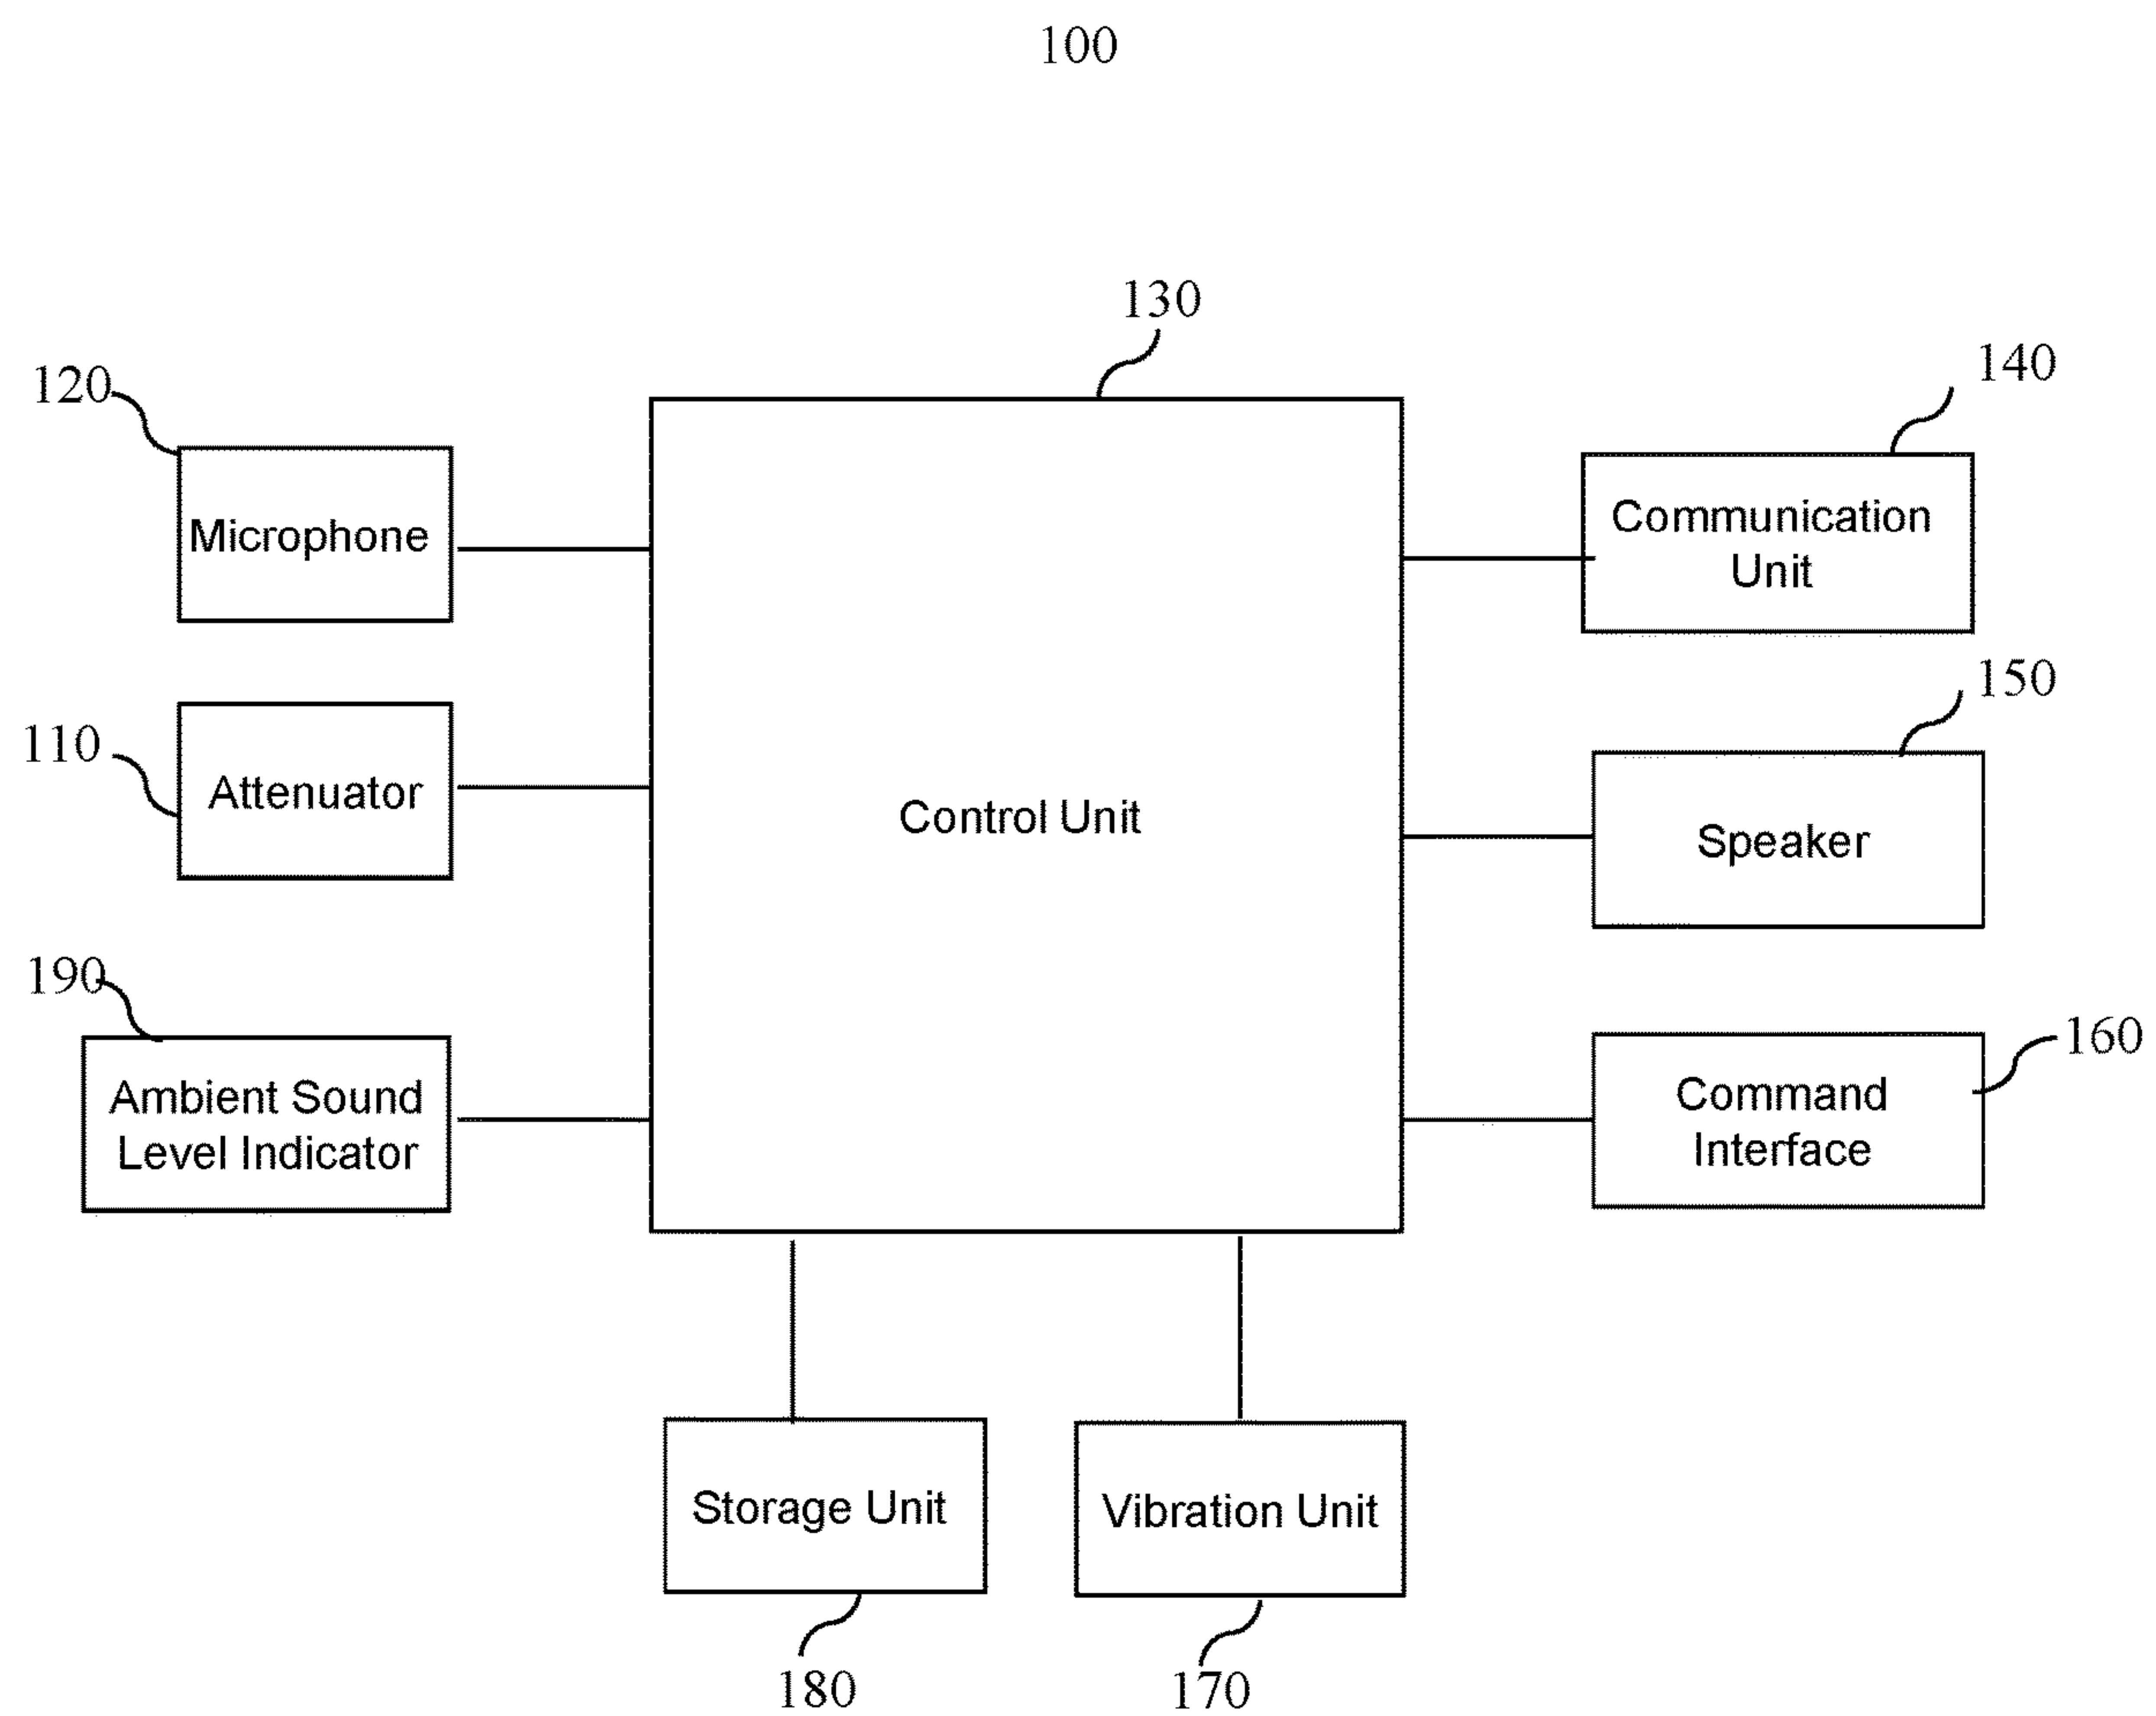 100
130
120
140
Microphone
Communication
Unit
150
110
Attenuator
Control Unit
Speaker
190
160
Ambient Sound
Level Indicator
Command
Interface
Storage Unit
Vibration Unit
180
170